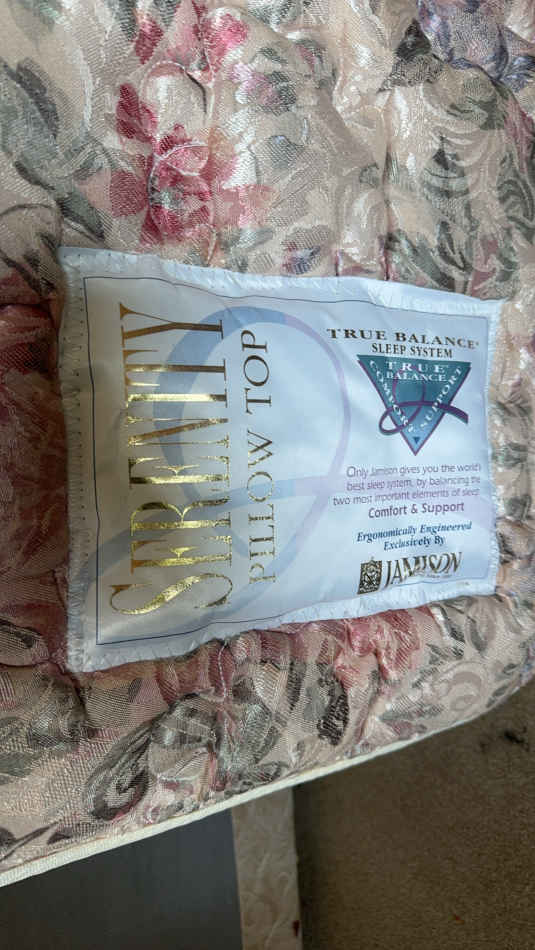 SERENITY
PILLOW TOP
TRUE BALANCE®
SLEEP SYSTEM
TRUE™
BALANCE
COMFORT & SUPPORT
Only Jamison gives you the world's
best sleep system, by balancing the
two most important elements of sleep
Comfort & Support
Ergonomically Engineered
Exclusively By
JAMISON